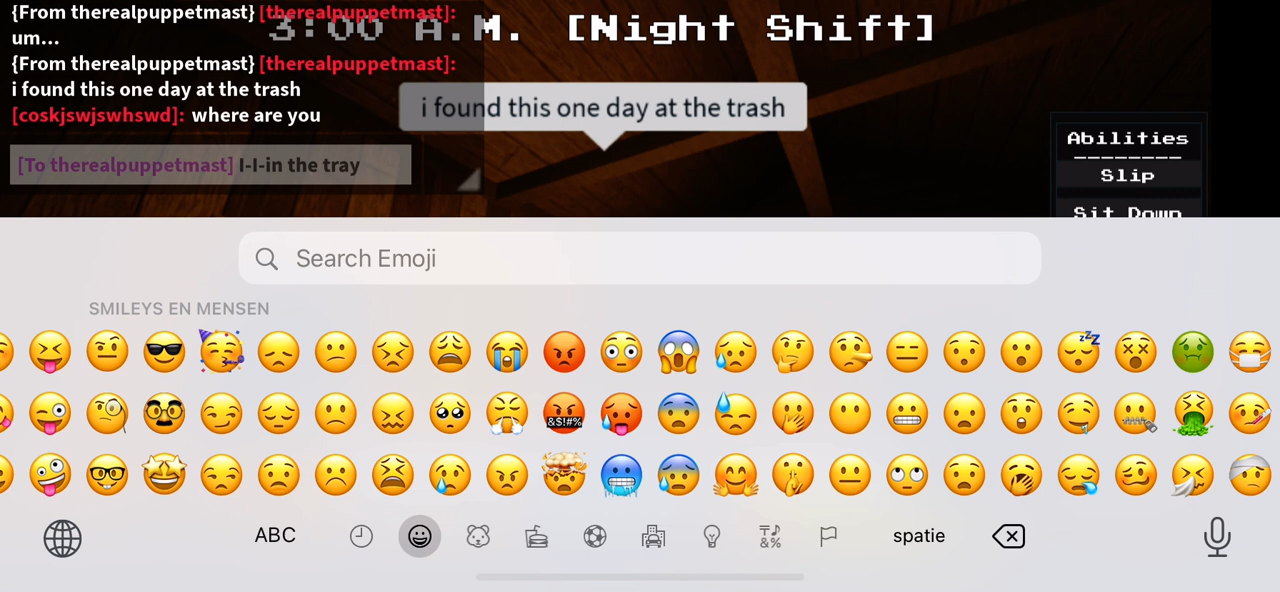 {From therealpuppetmast} [therealpuppetmast]:
um...
{From therealpuppetmast} [therealpuppetmast]:
i found this one day at the trash
[coskjswjswhswd]: where are you
[To therealpuppetmast] I-I-in the tray
3:00 A.M. [Night Shift]
i found this one day at the trash
Abilities
--------
Slip
Sit Down
Search Emoji
SMILEYS EN MENSEN
&$!#%
zzZ
ABC
&%
spatie